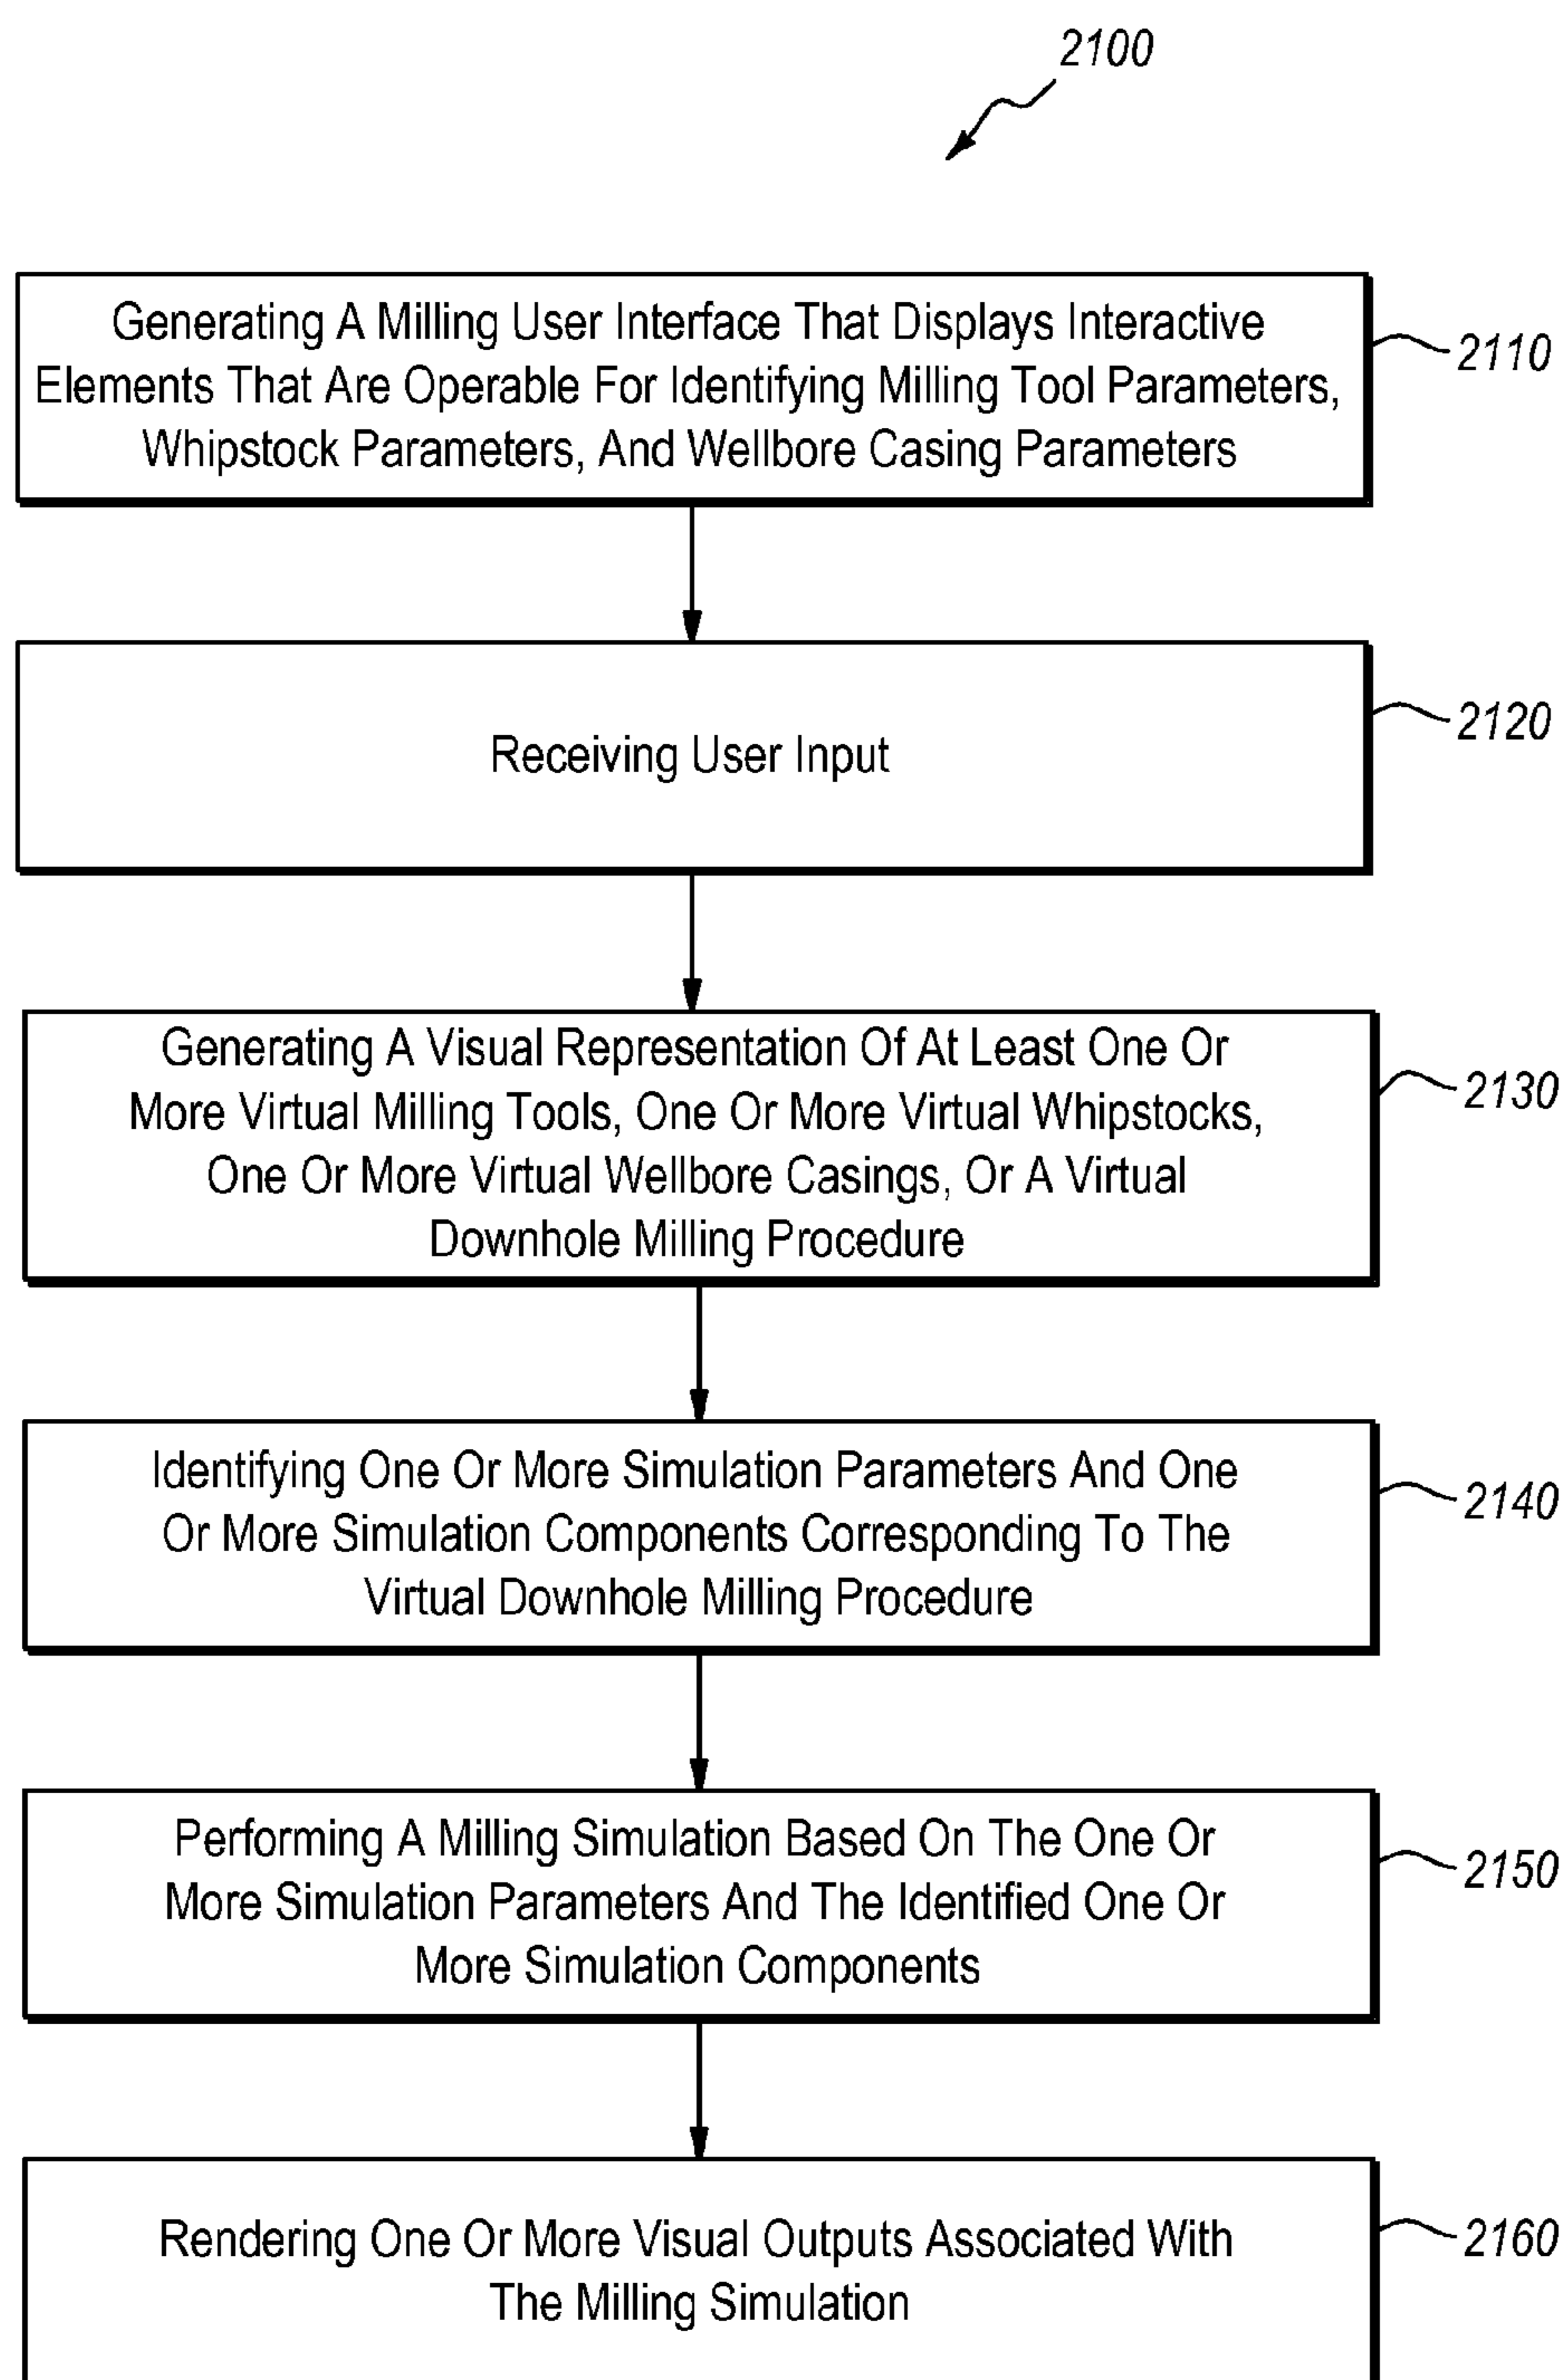 2100
Generating A Milling User Interface That Displays Interactive
Elements That Are Operable For Identifying Milling Tool Parameters,
Whipstock Parameters, And Wellbore Casing Parameters
2110
Receiving User Input
2120
Generating A Visual Representation Of At Least One Or
More Virtual Milling Tools, One Or More Virtual Whipstocks,
One Or More Virtual Wellbore Casings, Or A Virtual
Downhole Milling Procedure
2130
Identifying One Or More Simulation Parameters And One
Or More Simulation Components Corresponding To The
Virtual Downhole Milling Procedure
2140
Performing A Milling Simulation Based On The One Or
More Simulation Parameters And The Identified One Or
More Simulation Components
2150
Rendering One Or More Visual Outputs Associated With
The Milling Simulation
2160